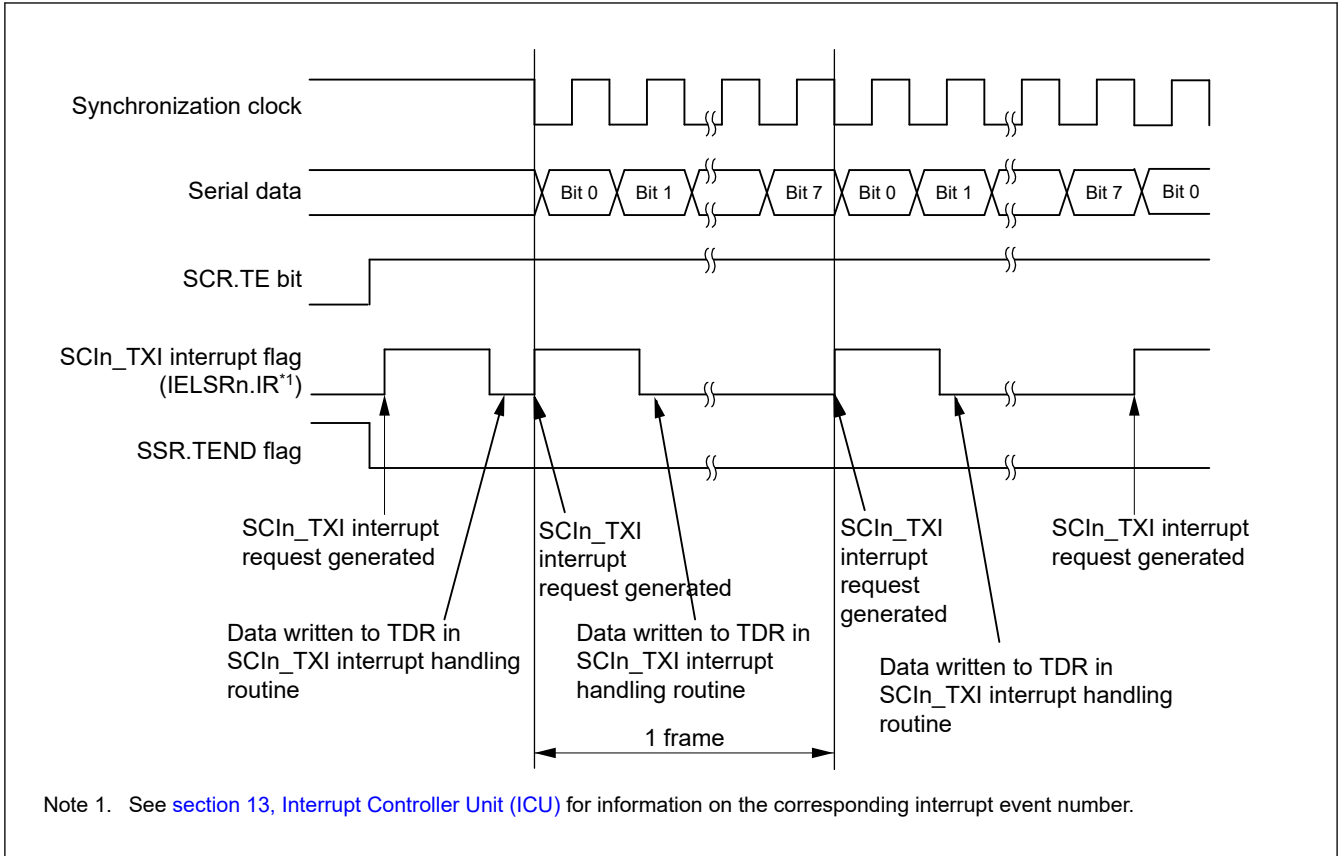 Synchronization clock
Serial data
Bit 0 Bit 1 Bit 7 Bit 0 Bit 1 Bit 7 Bit 0
SCR.TE bit
SCIn_TXI interrupt flag
(IELSRn.IR*1)
SSR.TEND flag
SCIn_TXI interrupt
request generated
SCIn_TXI
interrupt
request generated
SCIn_TXI
interrupt
request
generated
SCIn_TXI interrupt
request generated
Data written to TDR in
SCIn_TXI interrupt handling
routine
Data written to TDR in
SCIn_TXI interrupt
handling routine
Data written to TDR in
SCIn_TXI interrupt handling
routine
1 frame
Note 1. See section 13, Interrupt Controller Unit (ICU) for information on the corresponding interrupt event number.